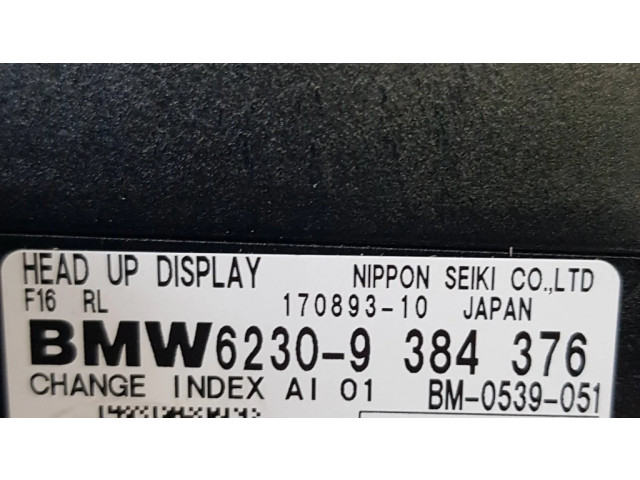 HEAD UP DISPLAY NIPPON SEIKI CO.,LTD
F16 RL 170893-10 JAPAN
BMW 6230-9 384 376
CHANGE INDEX AI 01 BM-0539-051